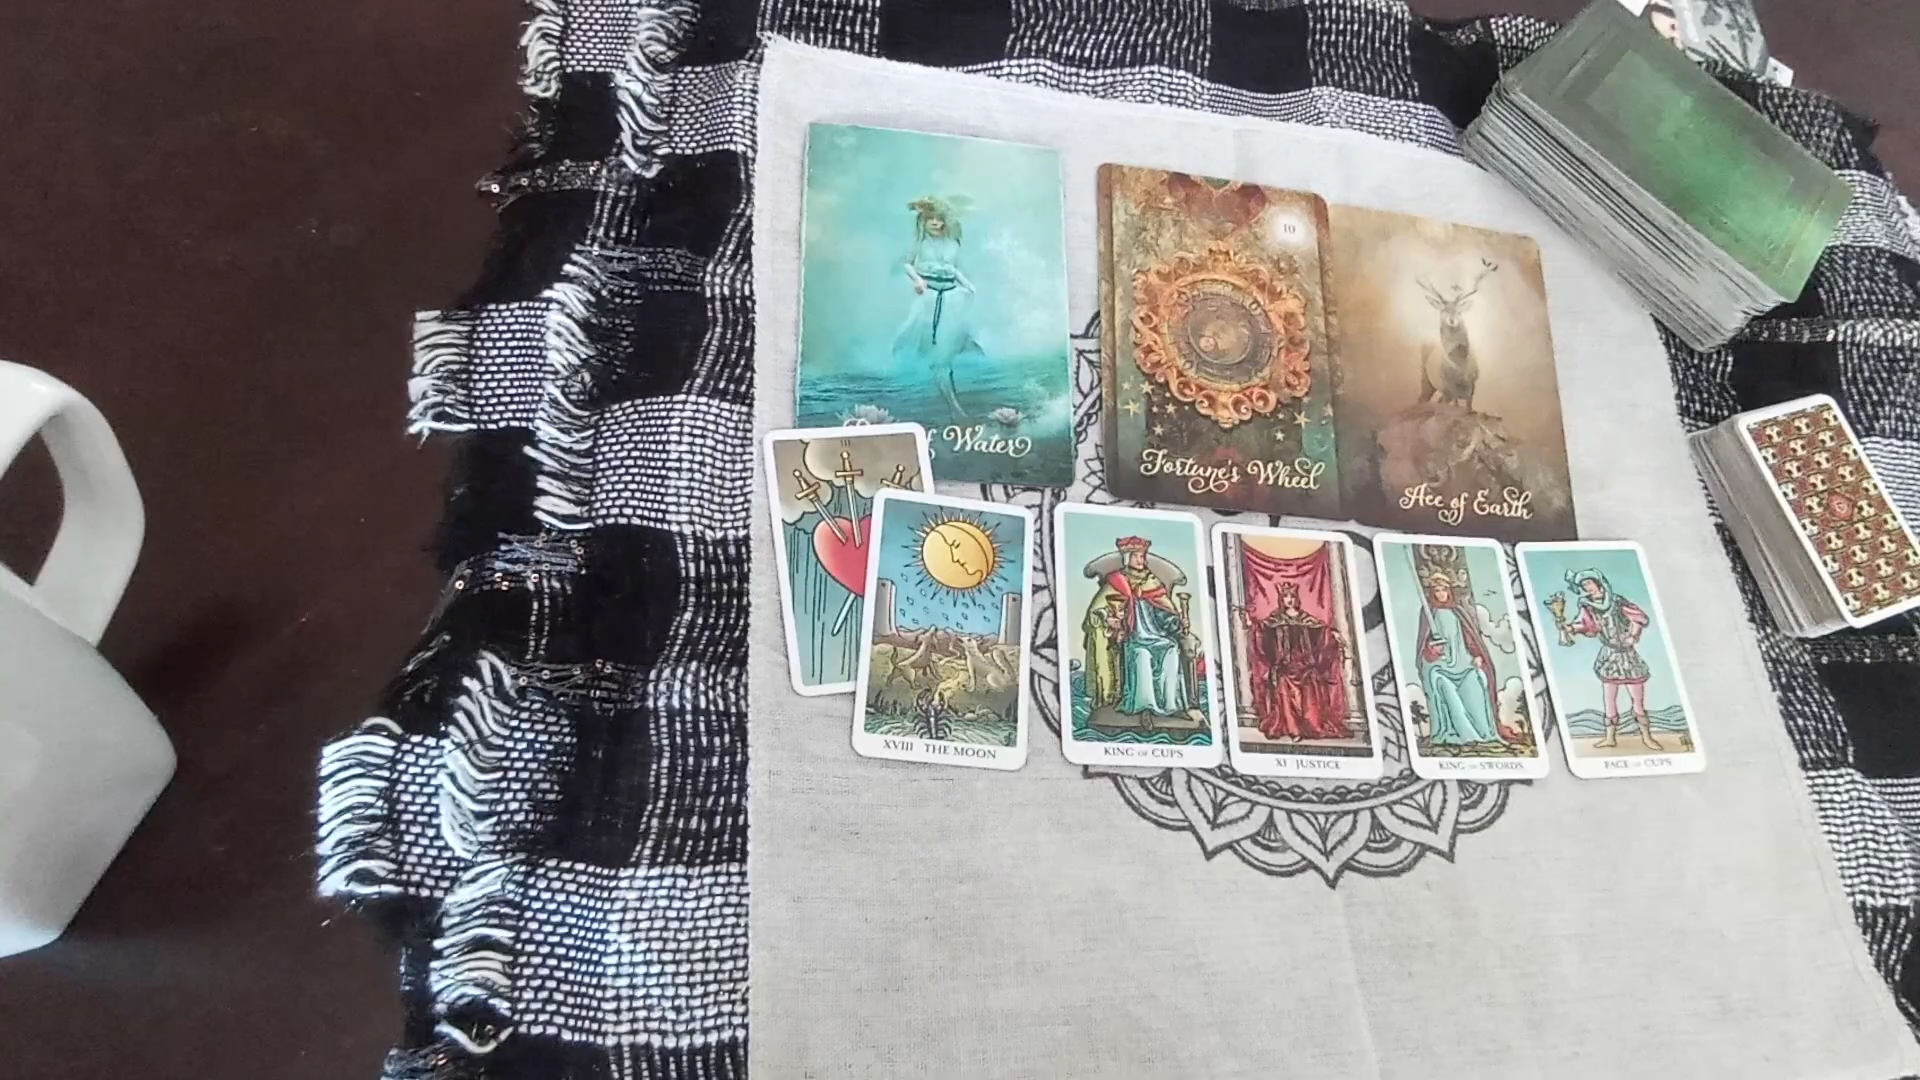 of Water
10
Fortune's Wheel
Ace of Earth
III
XVIII THE MOON
KING OF CUPS
XI JUSTICE
KING OF SWORDS
PAGE OF CUPS